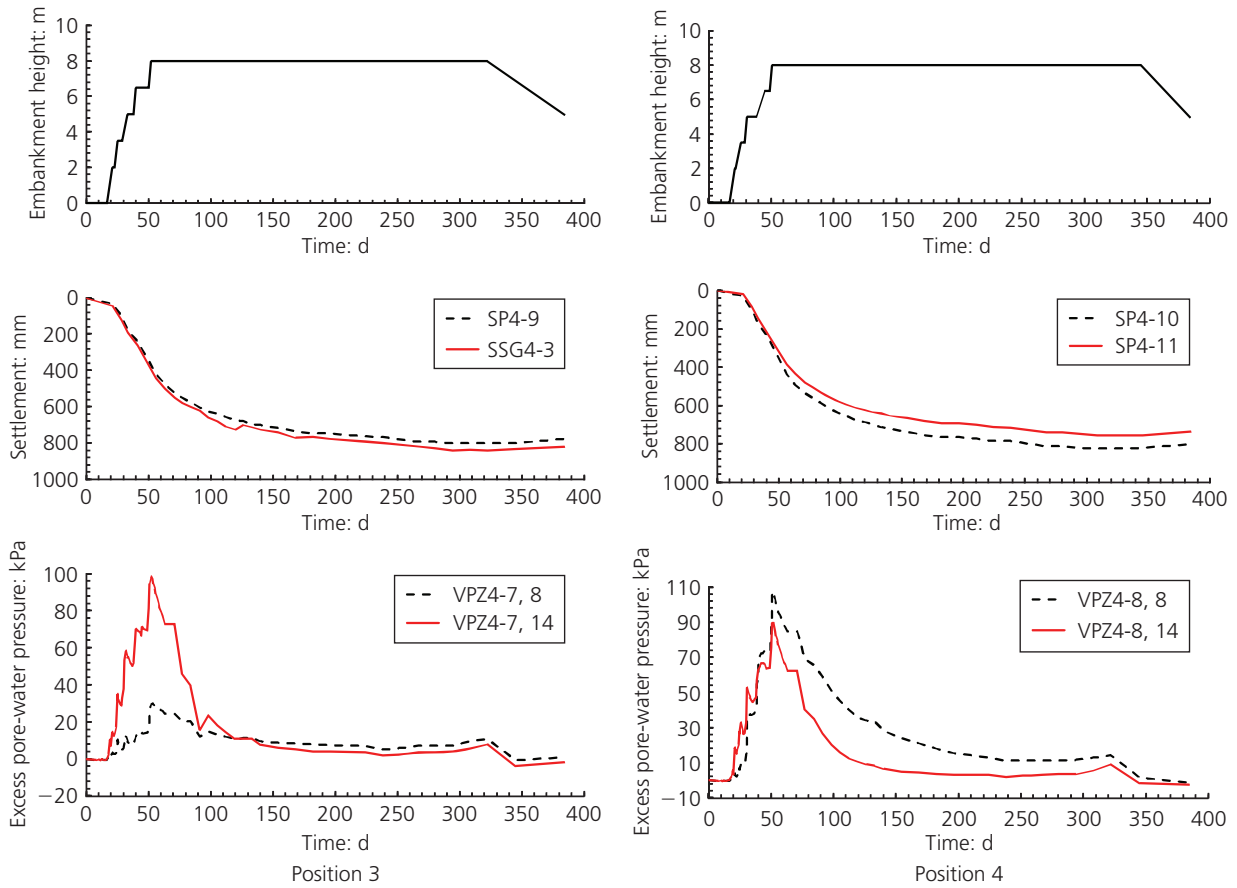 Embankment height: m
10
8
6
4
2
0
0 50 100 150 200 250 300 350 400
Time: d
Embankment height: m
10
8
6
4
2
0
0 50 100 150 200 250 300 350 400
Time: d
Settlement: mm
0
200
400
600
800
1000
SP4-9
SSG4-3
0 50 100 150 200 250 300 350 400
Time: d
Settlement: mm
0
200
400
600
800
1000
SP4-10
SP4-11
0 50 100 150 200 250 300 350 400
Time: d
Excess pore-water pressure: kPa
100
80
60
40
20
0
−20
VPZ4-7, 8
VPZ4-7, 14
0 50 100 150 200 250 300 350 400
Time: d
Position 3
Excess pore-water pressure: kPa
110
90
70
50
30
10
−10
VPZ4-8, 8
VPZ4-8, 14
0 50 100 150 200 250 300 350 400
Time: d
Position 4